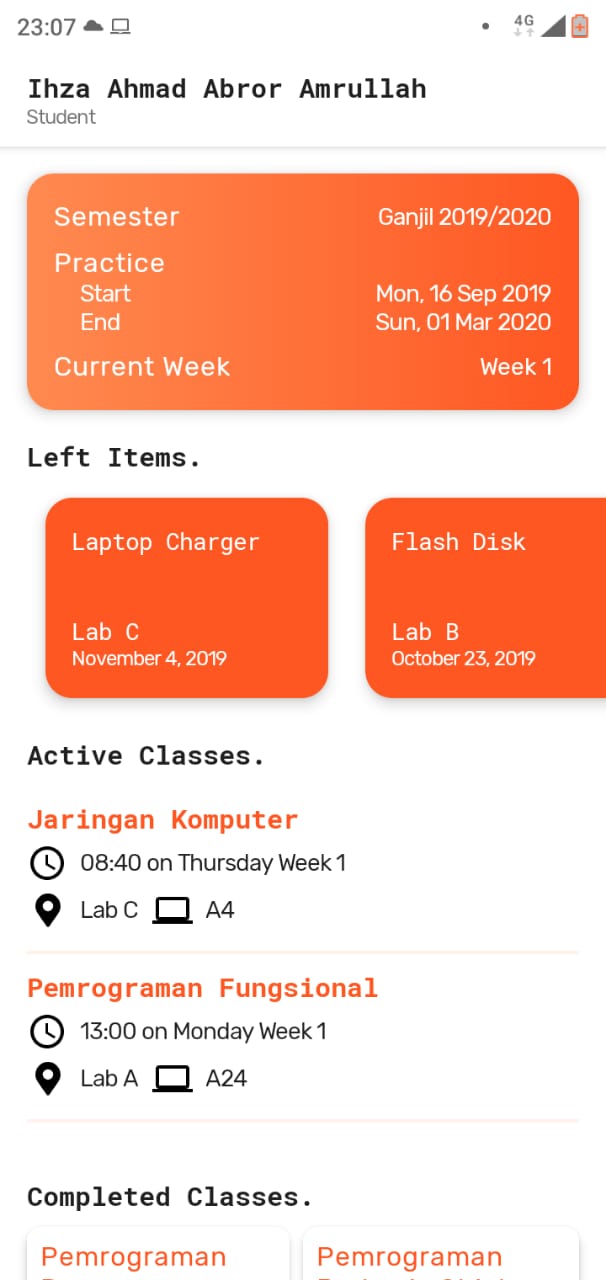 23:07
4G
Ihza Ahmad Abror Amrullah
Student
Semester Ganjil 2019/2020
Practice
Start Mon, 16 Sep 2019
End Sun, 01 Mar 2020
Current Week Week 1
Left Items.
Laptop Charger
Lab C
November 4, 2019
Flash Disk
Lab B
October 23, 2019
Active Classes.
Jaringan Komputer
08:40 on Thursday Week 1
Lab C A4
Pemrograman Fungsional
13:00 on Monday Week 1
Lab A A24
Completed Classes.
Pemrograman
Pemrograman